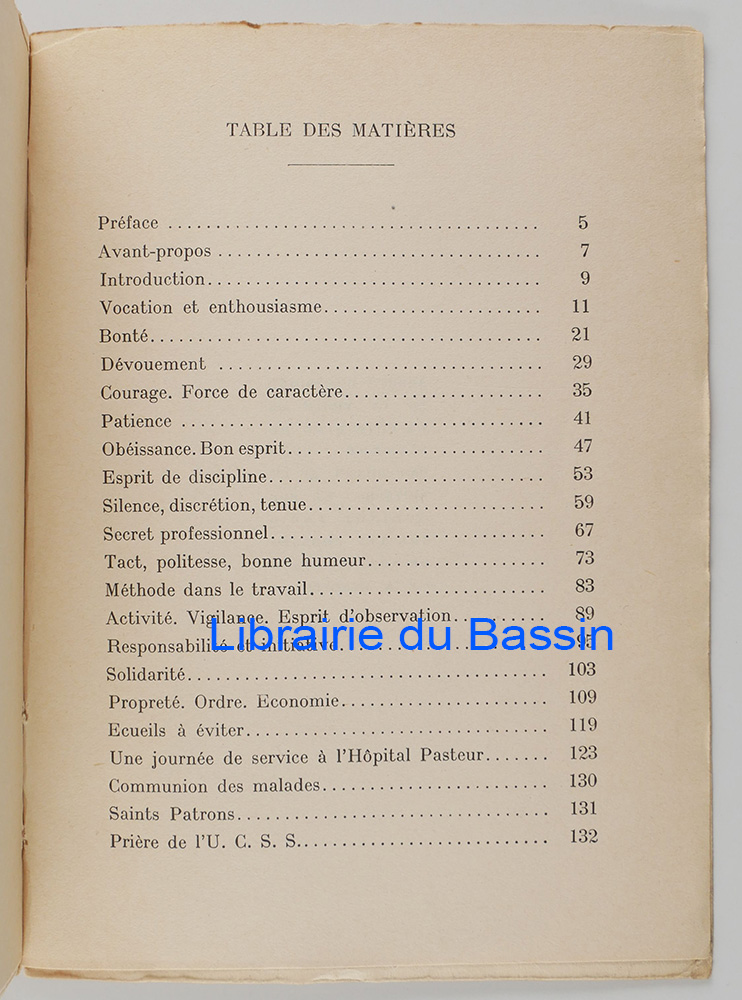 TABLE DES MATIÈRES
Préface ........................................ 5
Avant-propos .................................. 7
Introduction................................... 9
Vocation et enthousiasme....................... 11
Bonté.......................................... 21
Dévouement .................................... 29
Courage. Force de caractère..................... 35
Patience ...................................... 41
Obéissance. Bon esprit........................... 47
Esprit de discipline............................. 53
Silence, discrétion, tenue......................... 59
Secret professionnel............................. 67
Tact, politesse, bonne humeur................... 73
Méthode dans le travail......................... 83
Activité. Vigilance. Esprit d'observation.......... 89
Responsabilité et initiative...................... 95
Librairie du Bassin
Solidarité...................................... 103
Propreté. Ordre. Economie...................... 109
Ecueils à éviter................................ 119
Une journée de service à l'Hôpital Pasteur....... 123
Communion des malades........................ 130
Saints Patrons................................. 131
Prière de l'U. C. S. S........................... 132